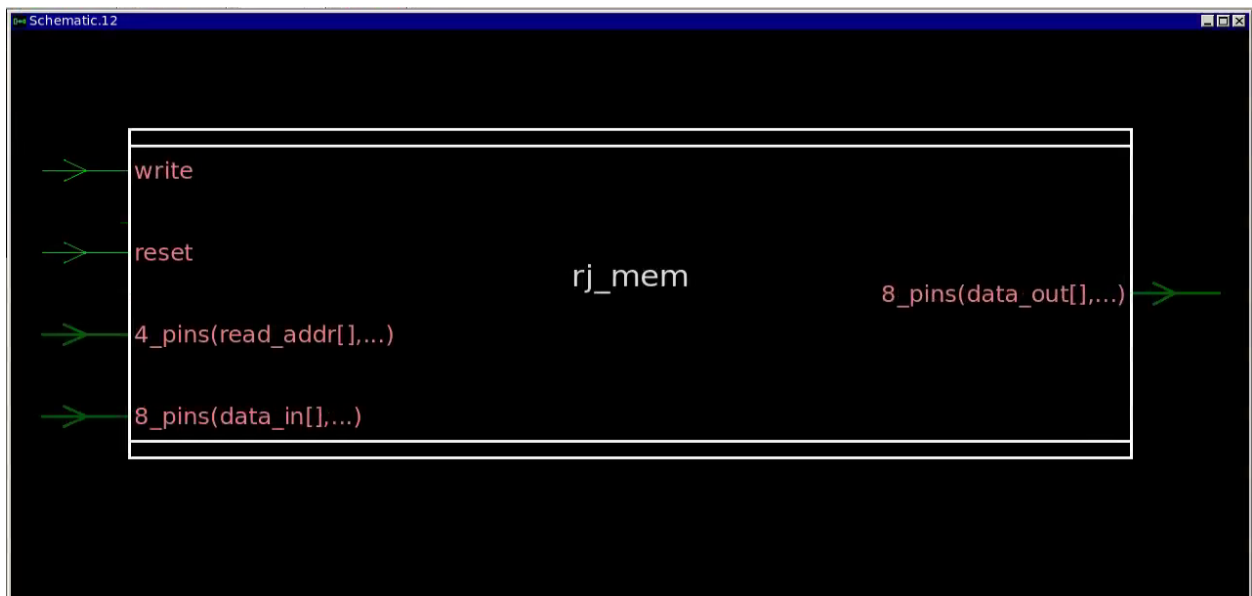 Schematic.12
write
reset
rj_mem
8_pins(data_out[],...)
4_pins(read_addr[],...)
8_pins(data_in[],...)